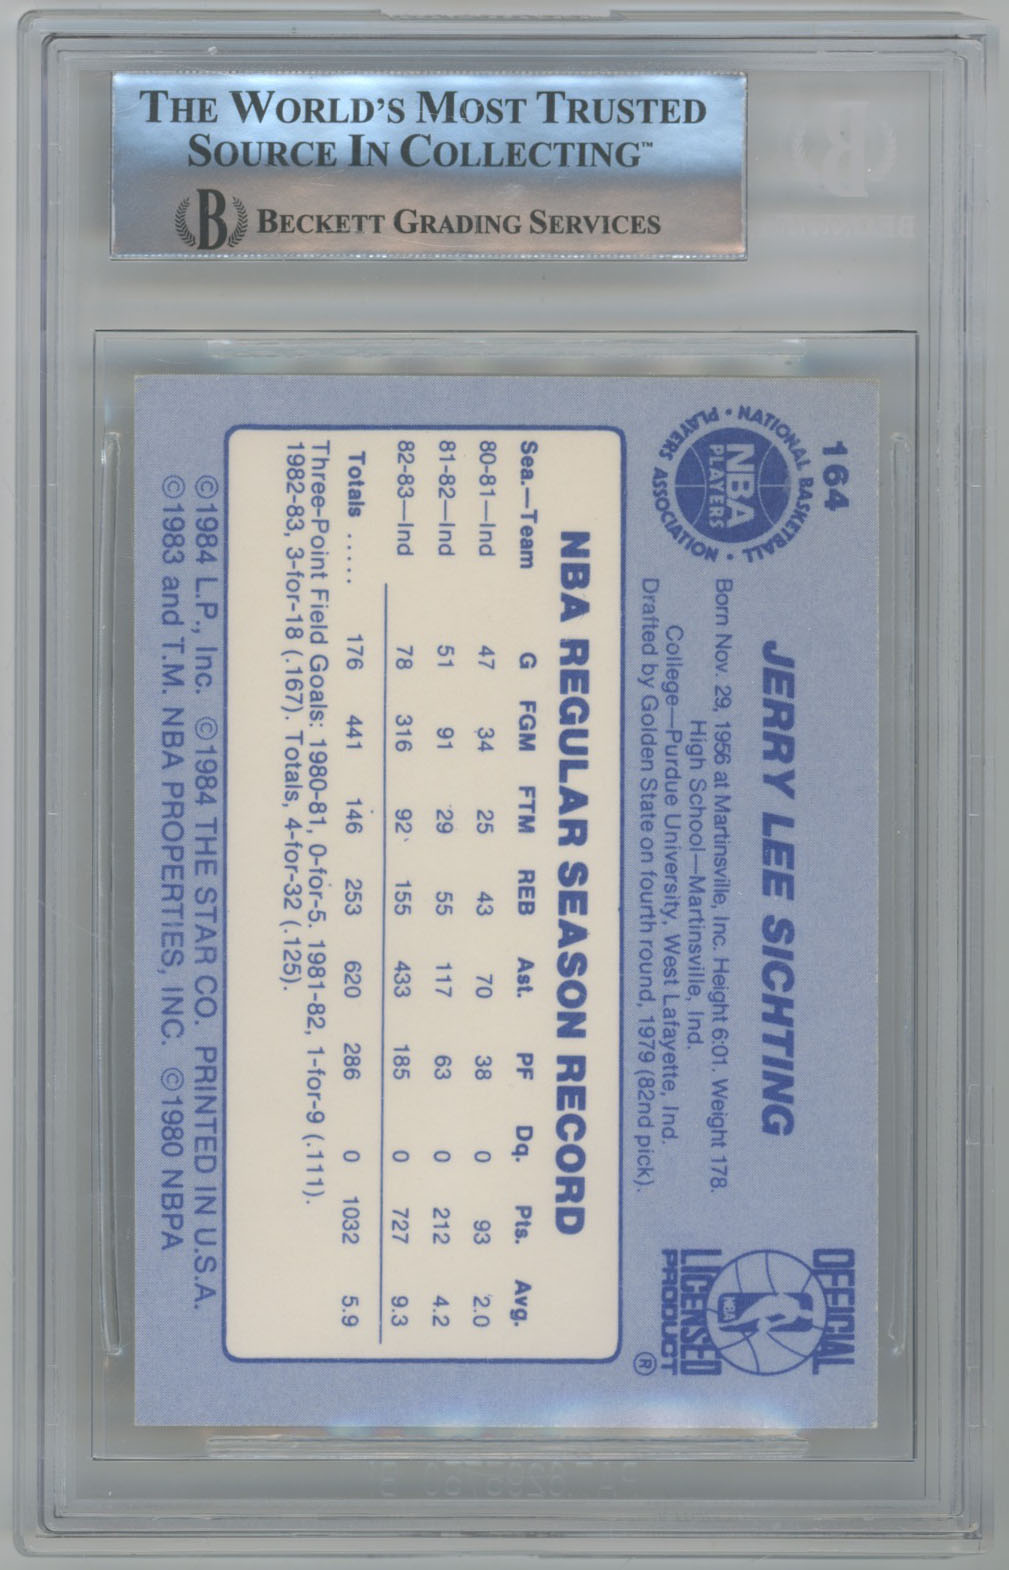 THE WORLD'S MOST TRUSTED
SOURCE IN COLLECTING™
B BECKETT GRADING SERVICES
164
NATIONAL BASKETBALL PLAYERS ASSOCIATION
NBA
PLAYERS
JERRY LEE SICHTING
Born Nov. 29, 1956 at Martinsville, Inc. Height 6:01. Weight 178.
High School—Martinsville, Ind.
College—Purdue University, West Lafayette, Ind.
Drafted by Golden State on fourth round, 1979 (82nd pick).
OFFICIAL
NBA
LICENSED
PRODUCT ®
NBA REGULAR SEASON RECORD
Sea.—Team G FGM FTM REB Ast. PF Dq. Pts. Avg.
80-81—Ind 47 34 25 43 70 38 0 93 2.0
81-82—Ind 51 91 29 55 117 63 0 212 4.2
82-83—Ind 78 316 92 155 433 185 0 727 9.3
Totals ..... 176 441 146 253 620 286 0 1032 5.9
Three-Point Field Goals: 1980-81, 0-for-5. 1981-82, 1-for-9 (.111).
1982-83, 3-for-18 (.167). Totals, 4-for-32 (.125).
©1984 L.P., Inc. ©1984 THE STAR CO. PRINTED IN U.S.A.
©1983 and T.M. NBA PROPERTIES, INC. ©1980 NBPA